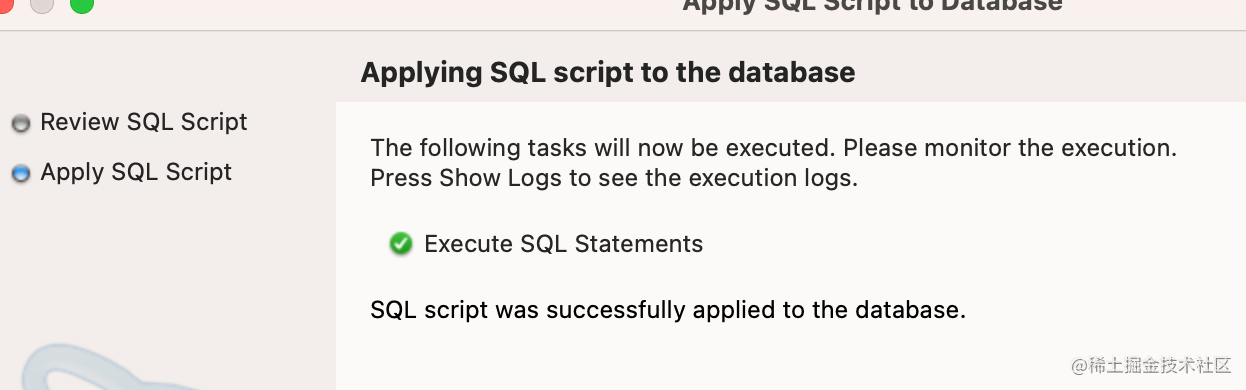 Apply SQL Script to Database
Applying SQL script to the database
Review SQL Script
Apply SQL Script
The following tasks will now be executed. Please monitor the execution.
Press Show Logs to see the execution logs.
Execute SQL Statements
SQL script was successfully applied to the database.
@稀土掘金技术社区